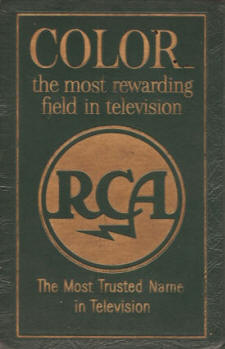 COLOR
the most rewarding
field in television
RCA
The Most Trusted Name
in Television